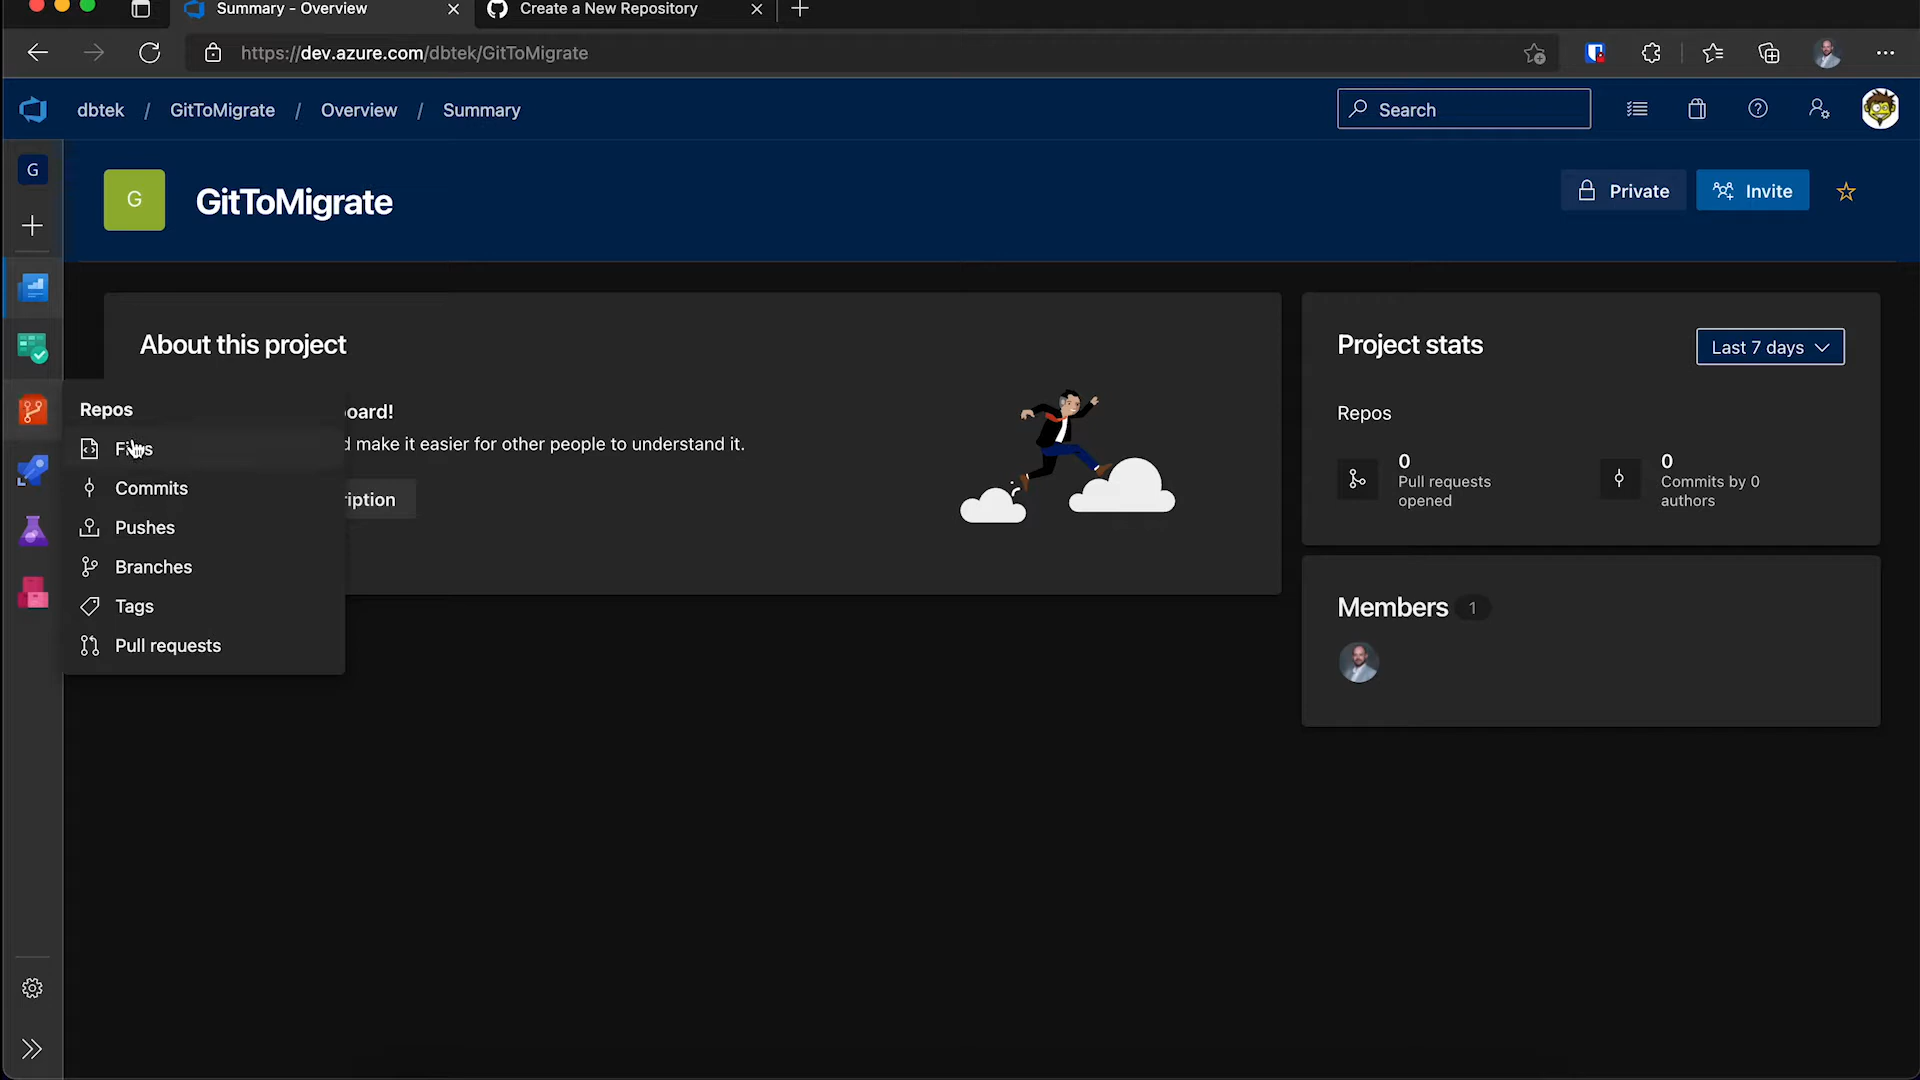 Summary - Overview
Create a New Repository
https://dev.azure.com/dbtek/GitToMigrate
dbtek / GitToMigrate / Overview / Summary
Search
G
G
GitToMigrate
Private
Invite
About this project
Project stats
Last 7 days
Repos
oard!
Repos
Files
d make it easier for other people to understand it.
0
Pull requests
opened
0
Commits by 0
authors
Commits
ription
Pushes
Branches
Tags
Members 1
Pull requests